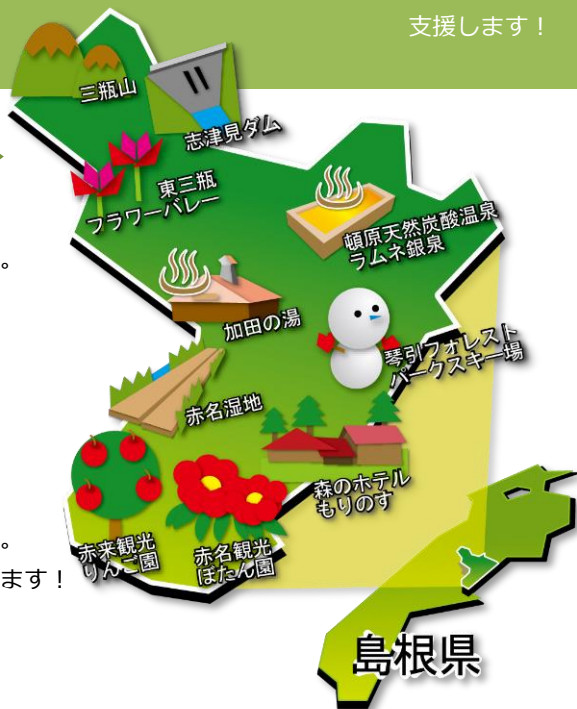 支援します!
三瓶山
志津見ダム
東三瓶
フラワーバレー
頓原天然炭酸温泉
ラムネ銀泉
。
加田の湯
琴引フォレスト
パークスキー場
赤名湿地
森のホテル
もりのす
。
赤来観光
りんご園
赤名観光
ぼたん園
ます!
島根県